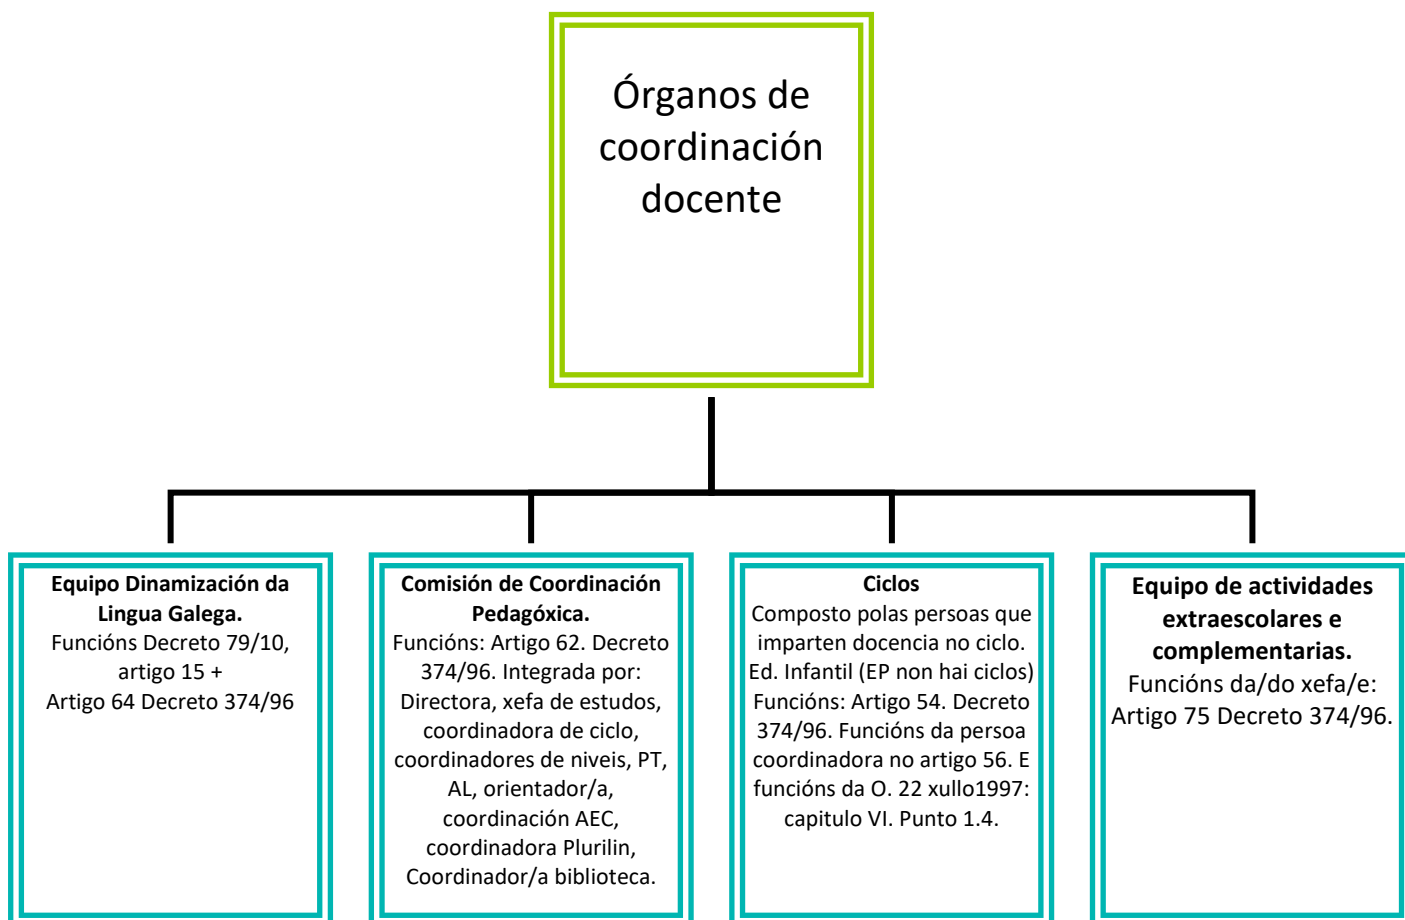 Órganos de
coordinación
docente
Equipo Dinamización da
Lingua Galega.
Funcións Decreto 79/10,
artigo 15 +
Artigo 64 Decreto 374/96
Comisión de Coordinación
Pedagóxica.
Funcións: Artigo 62. Decreto
374/96. Integrada por:
Directora, xefa de estudos,
coordinadora de ciclo,
coordinadores de niveis, PT,
AL, orientador/a,
coordinación AEC,
coordinadora Plurilin,
Coordinador/a biblioteca.
Ciclos
Composto polas persoas que
imparten docencia no ciclo.
Ed. Infantil (EP non hai ciclos)
Funcións: Artigo 54. Decreto
374/96. Funcións da persoa
coordinadora no artigo 56. E
funcións da O. 22 xullo1997:
capitulo VI. Punto 1.4.
Equipo de actividades
extraescolares e
complementarias.
Funcións da/do xefa/e:
Artigo 75 Decreto 374/96.